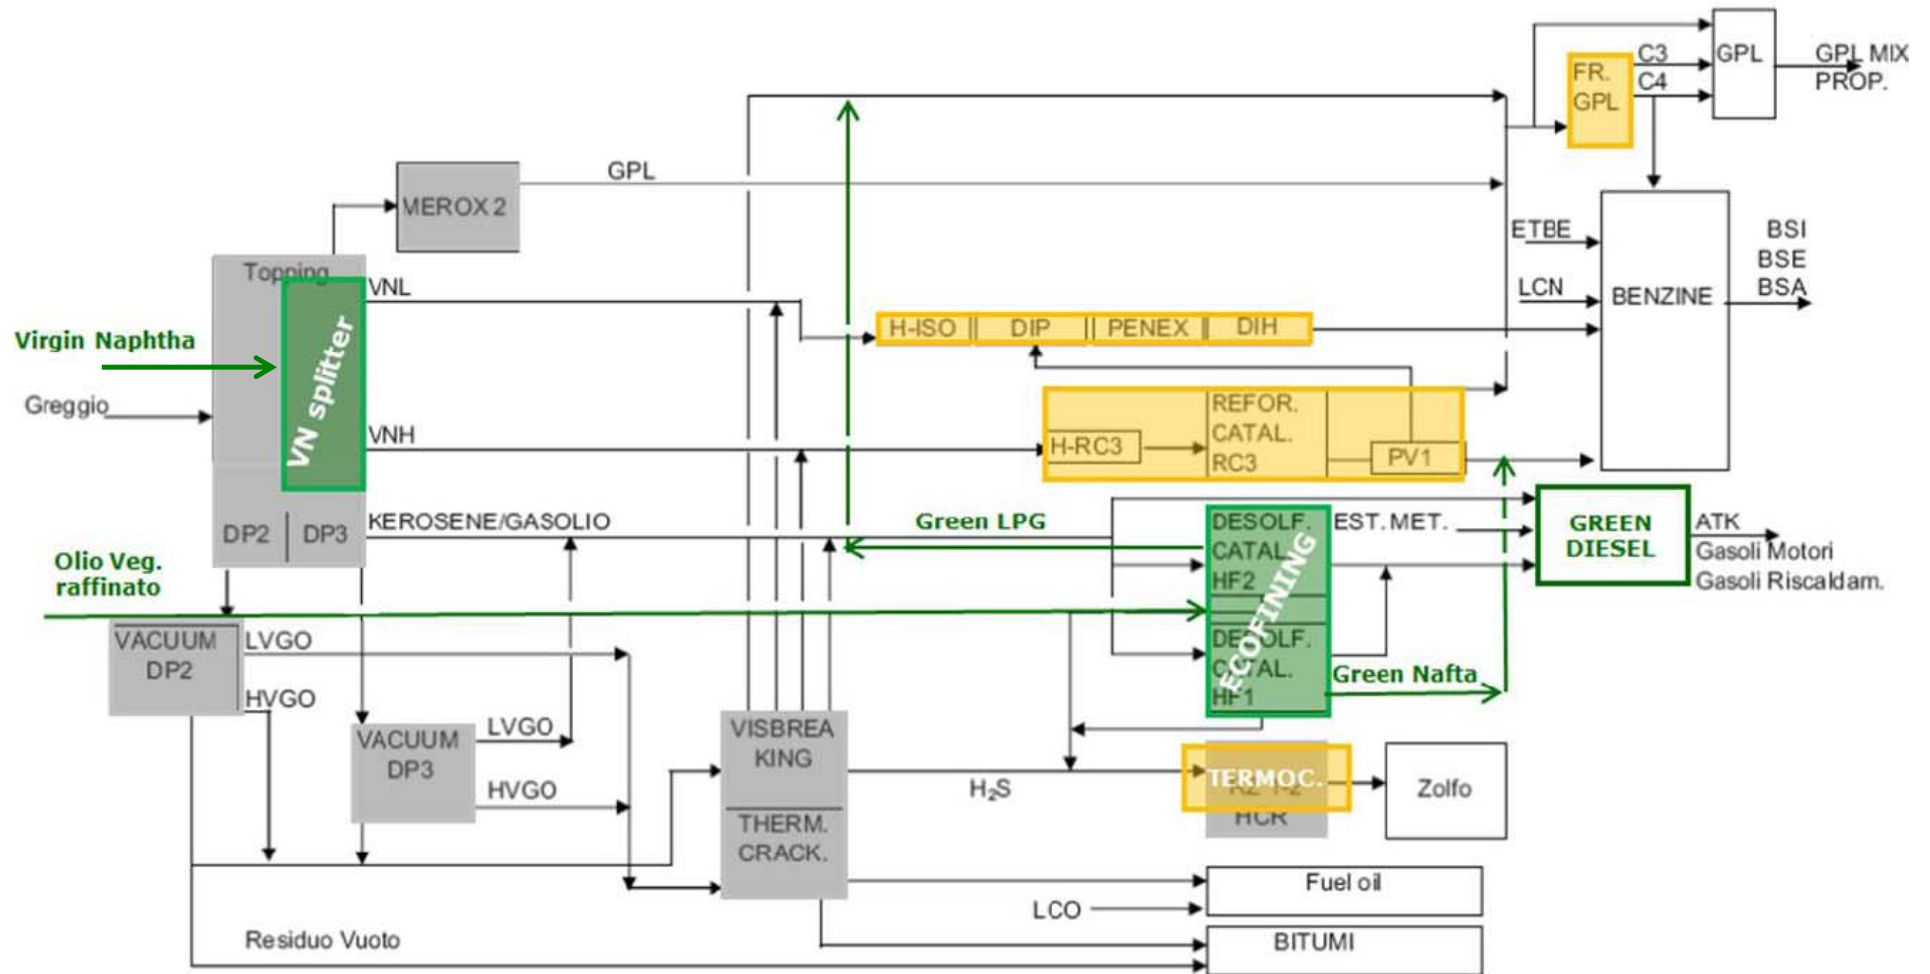 C3
GPL
GPL MIX
FR.
GPL
C4
PROP.
GPL
MEROX 2
ETBE
BSI
BSE
Topping
VNL
LCN
BENZINE
BSA
Virgin Naphtha
VN splitter
H-ISO
DIP
PENEX
DIH
Greggio
VNH
REFOR.
CATAL.
RC3
H-RC3
PV1
DP2
DP3
KEROSENE/GASOLIO
Green LPG
DESOLF.
CATAL.
HF2
EST. MET.
GREEN
DIESEL
ATK
Gasoli Motori
Gasoli Riscaldam.
Olio Veg.
raffinato
ECOFINING
DESOLF.
CATAL.
HF1
Green Nafta
VACUUM
DP2
LVGO
HVGO
VACUUM
DP3
LVGO
HVGO
VISBREA
KING
THERM.
CRACK.
H₂S
TERMOC.
HCR
Zolfo
Fuel oil
LCO
Residuo Vuoto
BITUMI